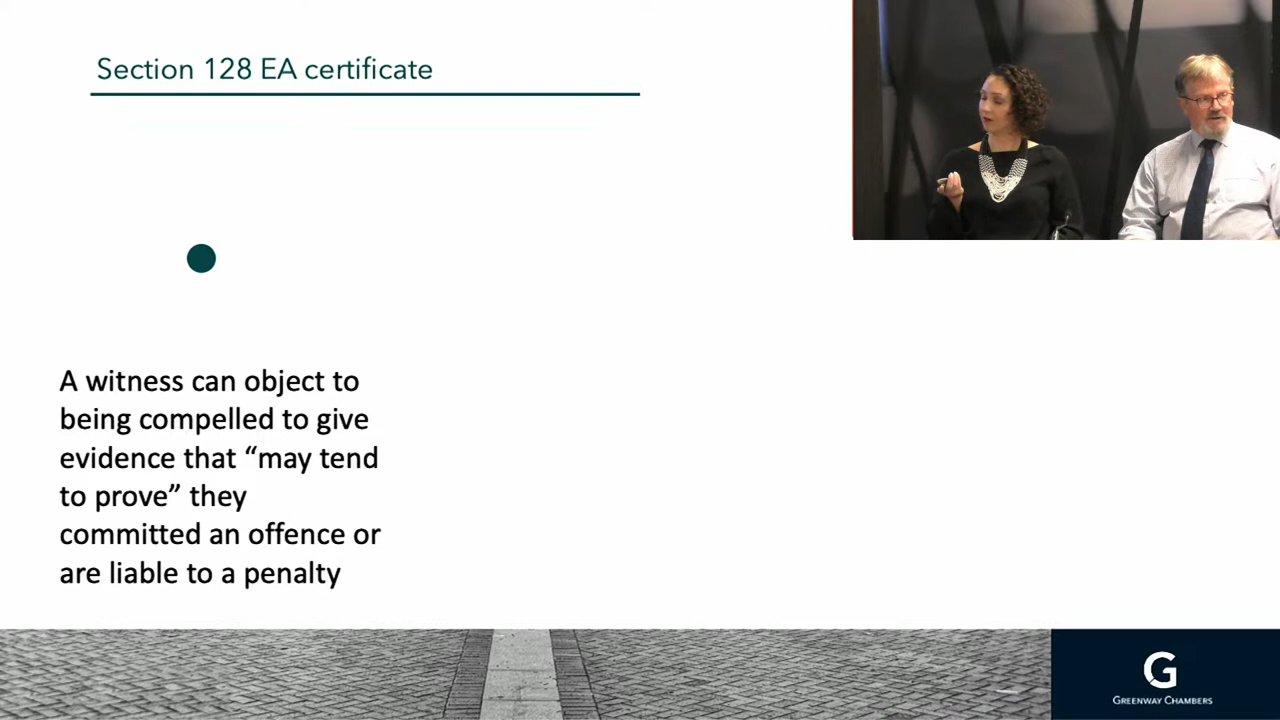 Section 128 EA certificate
A witness can object to
being compelled to give
evidence that “may tend
to prove” they
committed an offence or
are liable to a penalty
G
GREENWAY CHAMBERS